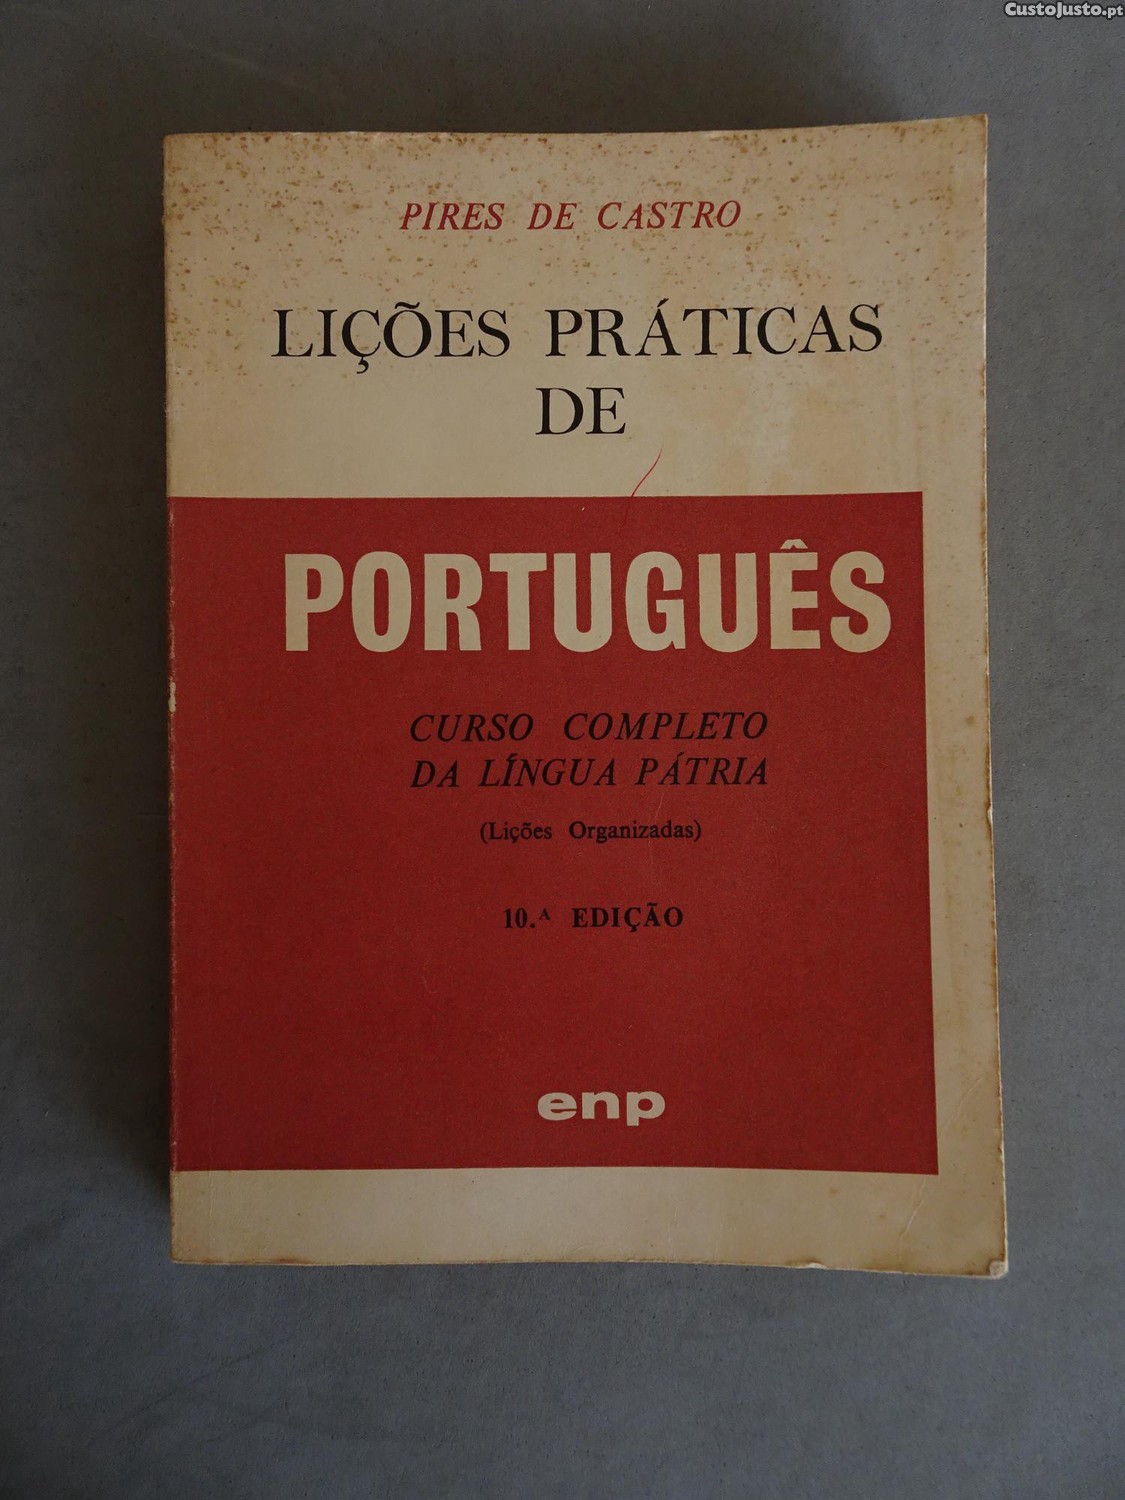 CustoJusto.pt
PIRES DE CASTRO
LIÇÕES PRÁTICAS
DE
PORTUGUÊS
CURSO COMPLETO
DA LÍNGUA PÁTRIA
(Lições Organizadas)
10.ᴬ EDIÇÃO
enp